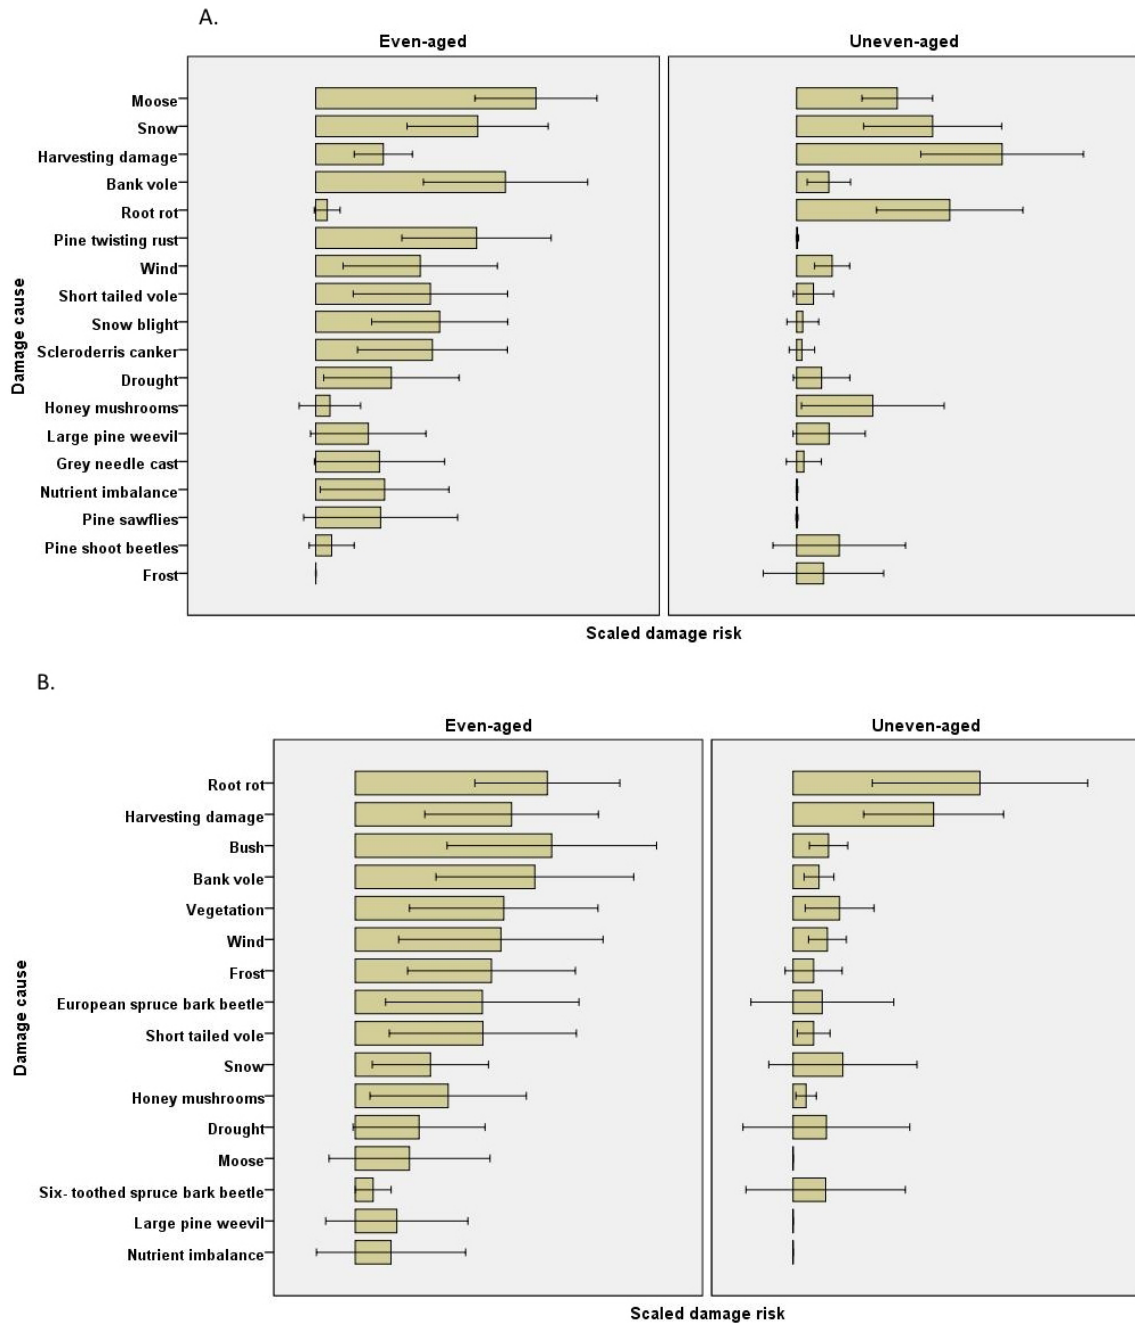 A.
Even-aged
Uneven-aged
Moose
Snow
Harvesting damage
Bank vole
Root rot
Pine twisting rust
Wind
Short tailed vole
Snow blight
Scleroderris canker
Drought
Honey mushrooms
Large pine weevil
Grey needle cast
Nutrient imbalance
Pine sawflies
Pine shoot beetles
Frost
Damage cause
Scaled damage risk
B.
Even-aged
Uneven-aged
Root rot
Harvesting damage
Bush
Bank vole
Vegetation
Wind
Frost
European spruce bark beetle
Short tailed vole
Snow
Honey mushrooms
Drought
Moose
Six- toothed spruce bark beetle
Large pine weevil
Nutrient imbalance
Damage cause
Scaled damage risk